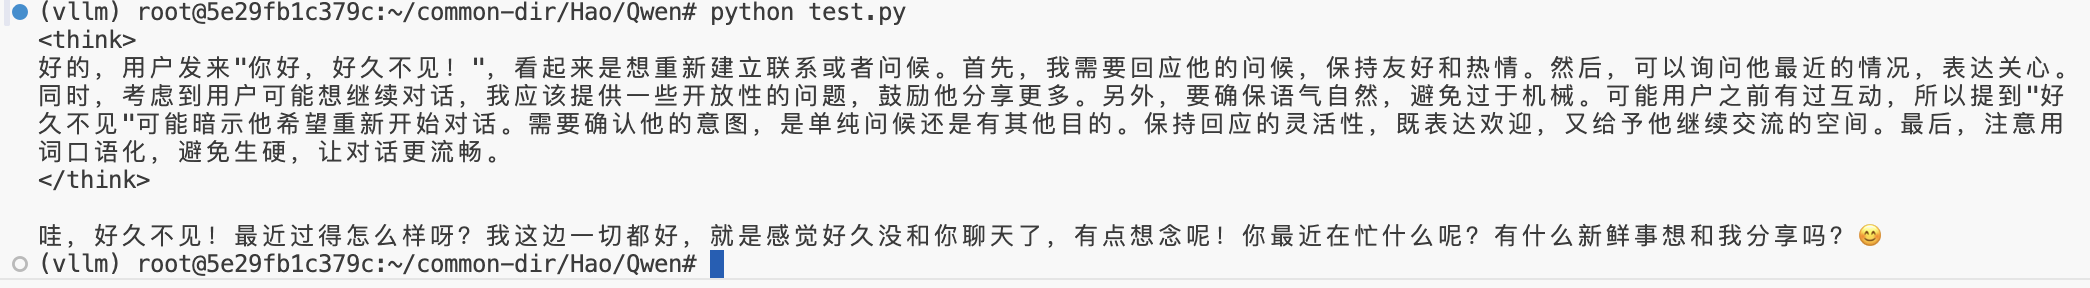 (vllm) root@5e29fb1c379c:~/common-dir/Hao/Qwen# python test.py
<think>
好的，用户发来"你好，好久不见！"，看起来是想重新建立联系或者问候。首先，我需要回应他的问候，保持友好和热情。然后，可以询问他最近的情况，表达关心。
同时，考虑到用户可能想继续对话，我应该提供一些开放性的问题，鼓励他分享更多。另外，要确保语气自然，避免过于机械。可能用户之前有过互动，所以提到"好
久不见"可能暗示他希望重新开始对话。需要确认他的意图，是单纯问候还是有其他目的。保持回应的灵活性，既表达欢迎，又给予他继续交流的空间。最后，注意用
词口语化，避免生硬，让对话更流畅。
</think>
哇，好久不见！最近过得怎么样呀？我这边一切都好，就是感觉好久没和你聊天了，有点想念呢！你最近在忙什么呢？有什么新鲜事想和我分享吗？😊
(vllm) root@5e29fb1c379c:~/common-dir/Hao/Qwen#